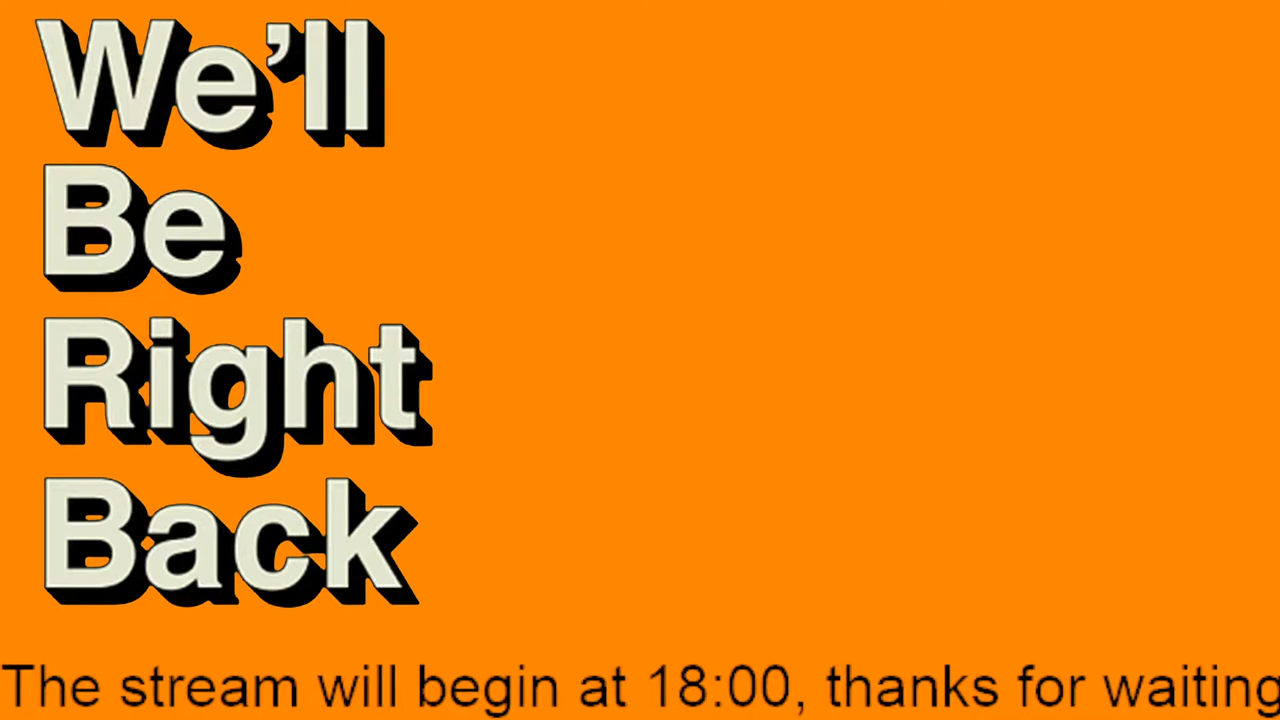 We’ll
Be
Right
Back
The stream will begin at 18:00, thanks for waiting